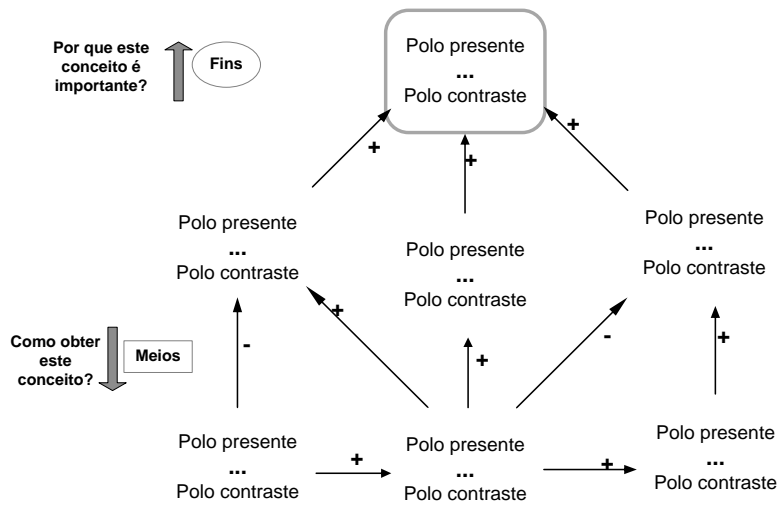 Por que este
conceito é
importante?
Fins
Polo presente
...
Polo contraste
+
+
+
Polo presente
...
Polo contraste
Polo presente
...
Polo contraste
Polo presente
...
Polo contraste
Como obter
este
conceito?
Meios
-
+
+
-
+
Polo presente
...
Polo contraste
+
Polo presente
...
Polo contraste
+
Polo presente
...
Polo contraste